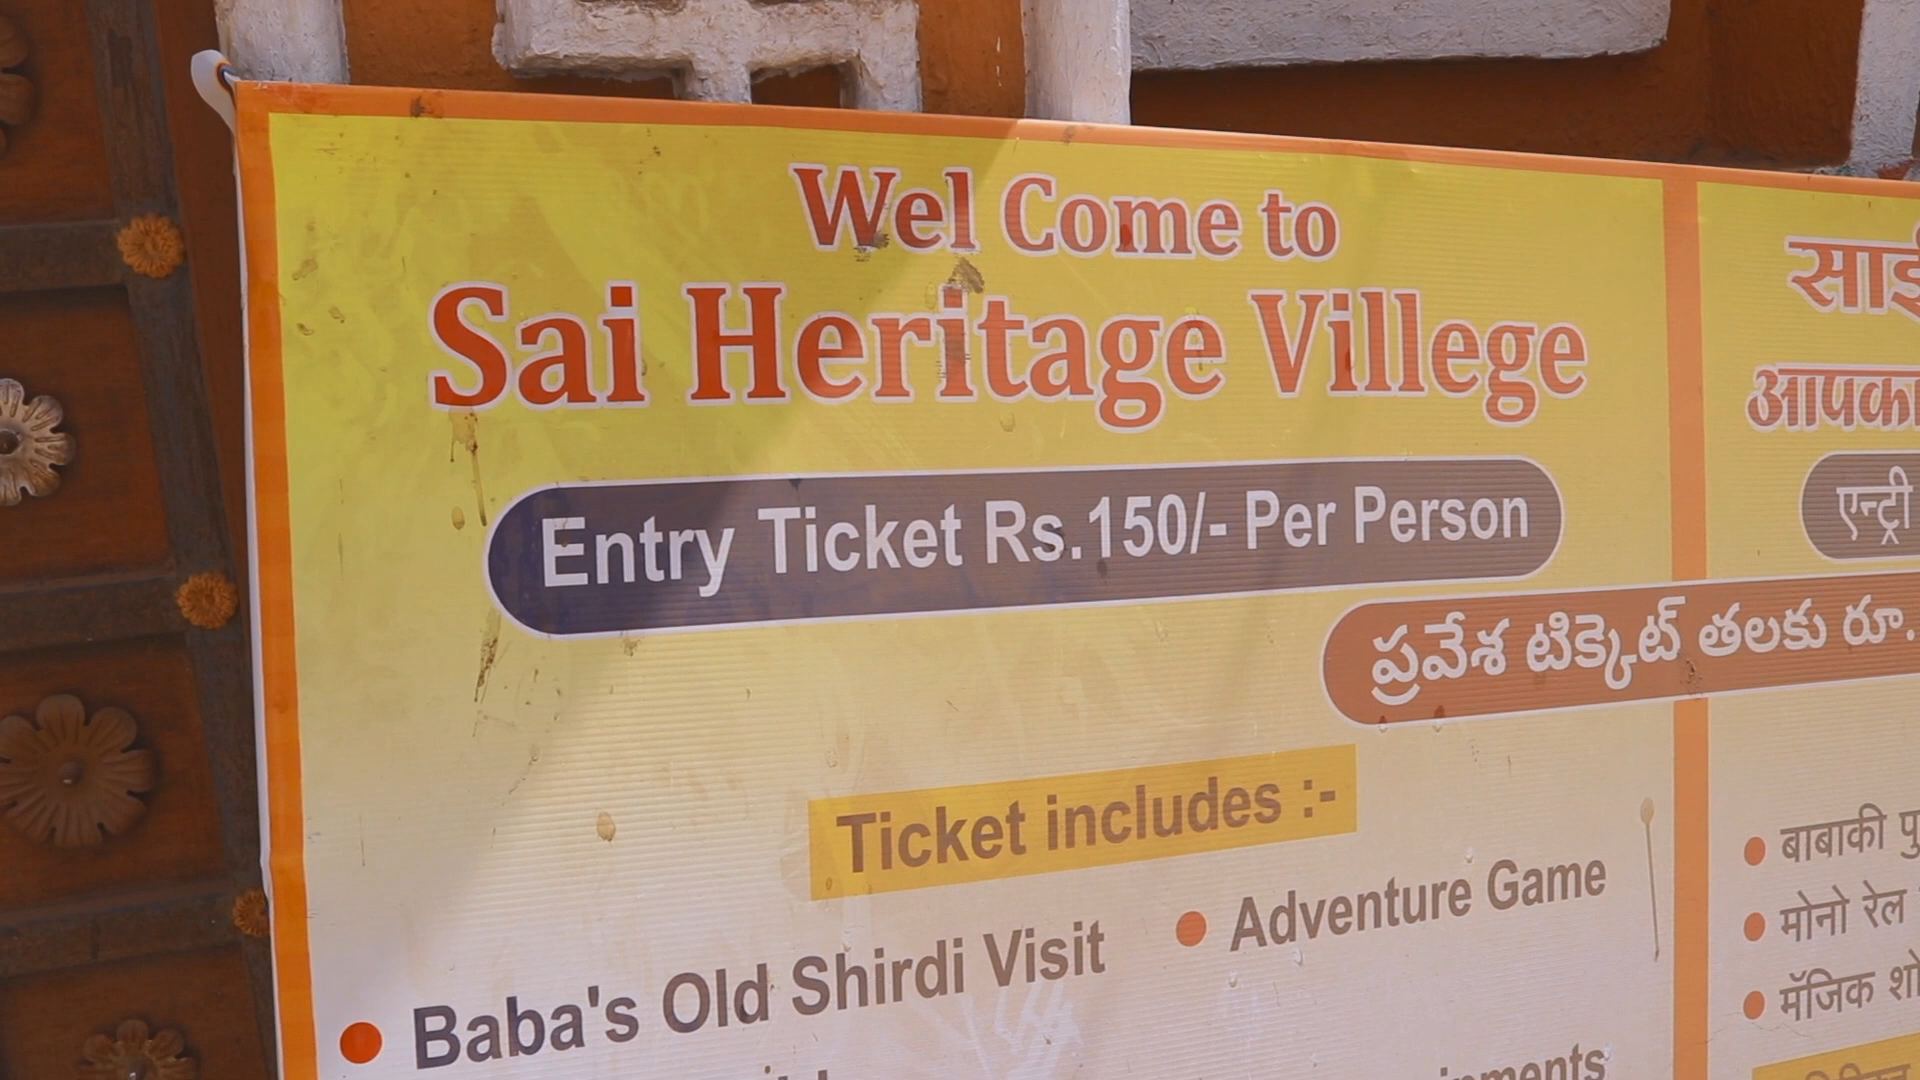 Wel Come to
Sai Heritage Villege
Entry Ticket Rs.150/- Per Person
ప్రవేశ టిక్కెట్ తలకు రూ.
Ticket includes :-
• Baba's Old Shirdi Visit
• Adventure Game
एन्ट्री
• बाबाकी
• मोनो रेल
• मॅजिक